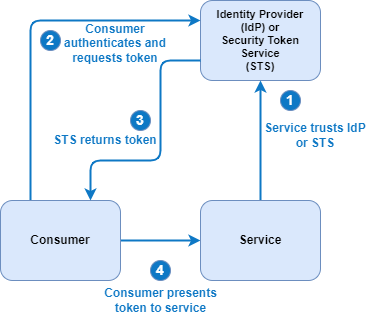 2
Consumer
authenticates and
requests token
Identity Provider
(IdP) or
Security Token
Service
(STS)
1
Service trusts IdP
or STS
3
STS returns token
Consumer
Service
4
Consumer presents
token to service